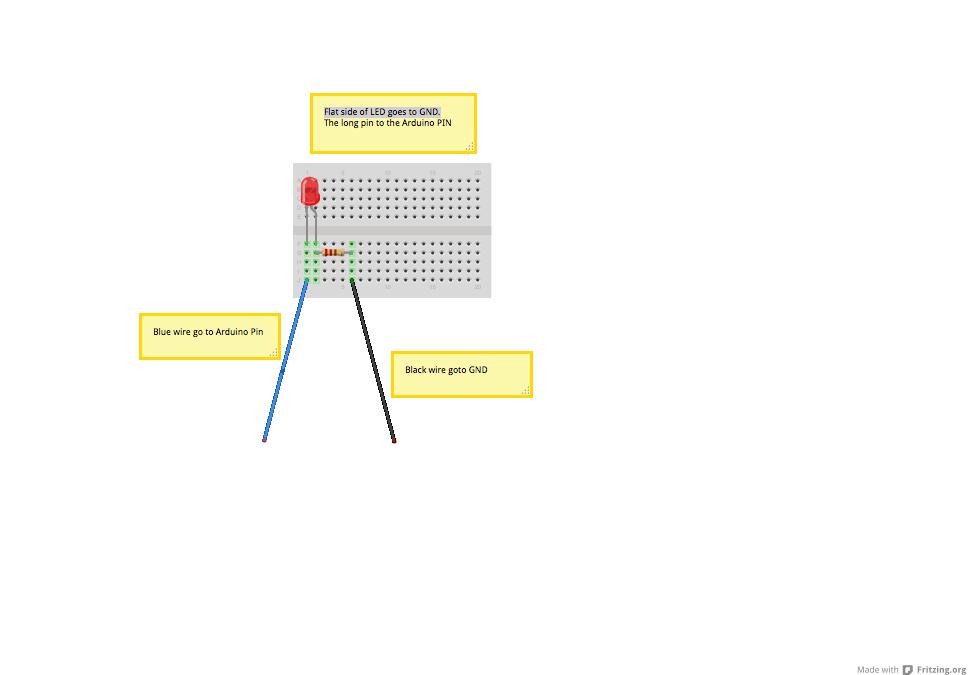 Flat side of LED goes to GND.
The long pin to the Arduino PIN
Blue wire go to Arduino Pin
Black wire goto GND
Made with Fritzing.org